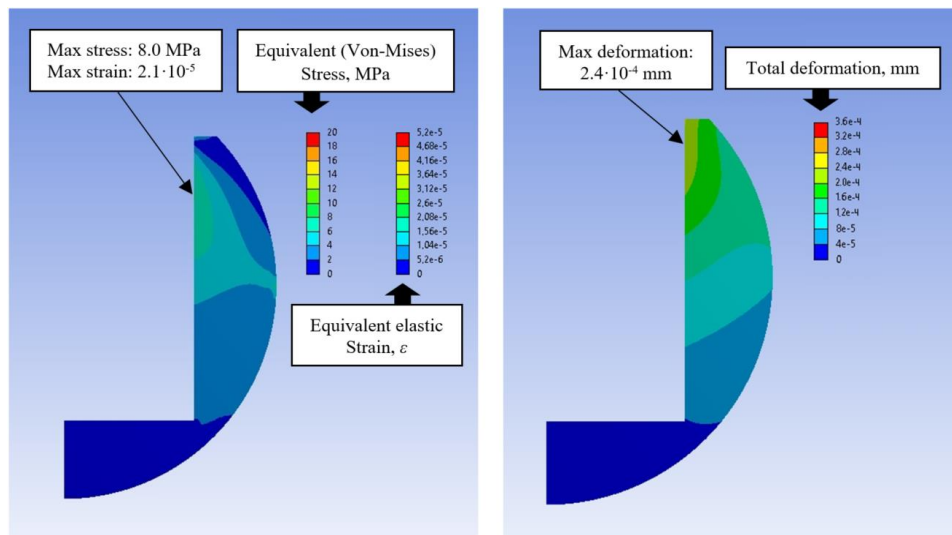 Max stress: 8.0 MPa
Max strain: 2.1·10-5
Equivalent (Von-Mises)
Stress, MPa
20
18
16
14
12
10
8
6
4
2
0
5,2e-5
4,68e-5
4,16e-5
3,64e-5
3,12e-5
2,6e-5
2,08e-5
1,56e-5
1,04e-5
5,2e-6
0
Equivalent elastic
Strain, ε
Max deformation:
2.4·10-4 mm
Total deformation, mm
3.6e-4
3.2e-4
2.8e-4
2.4e-4
2.0e-4
1.6e-4
12e-4
8e-5
4e-5
0